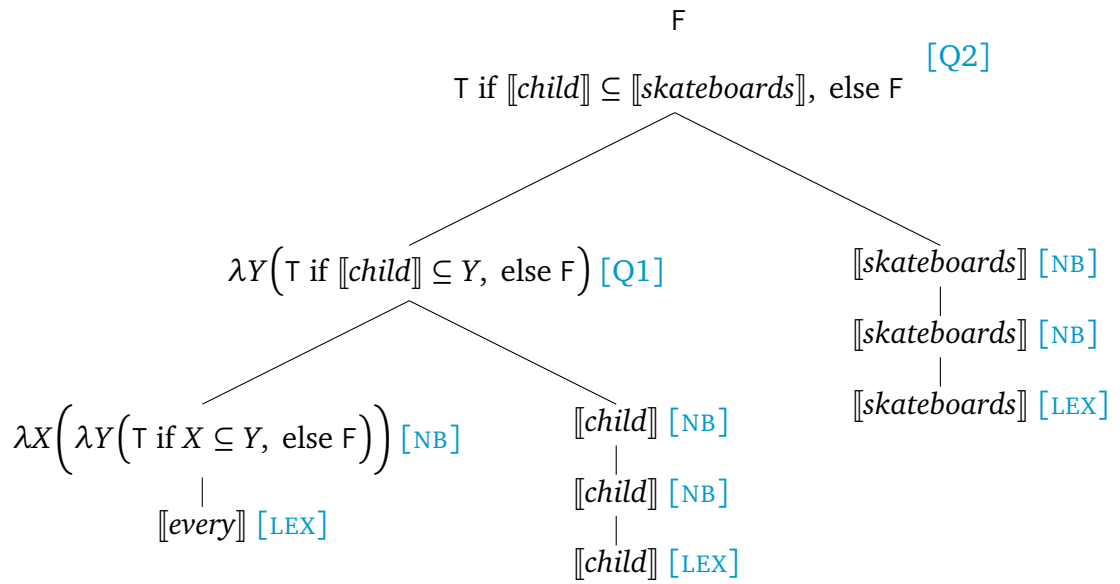 F
T if ⟦child⟧ ⊆ ⟦skateboards⟧, else F [Q2]
λY(T if ⟦child⟧ ⊆ Y, else F) [Q1]
⟦skateboards⟧ [NB]
⟦skateboards⟧ [NB]
⟦skateboards⟧ [LEX]
λX(λY(T if X ⊆ Y, else F)) [NB]
⟦child⟧ [NB]
⟦child⟧ [NB]
⟦every⟧ [LEX]
⟦child⟧ [LEX]